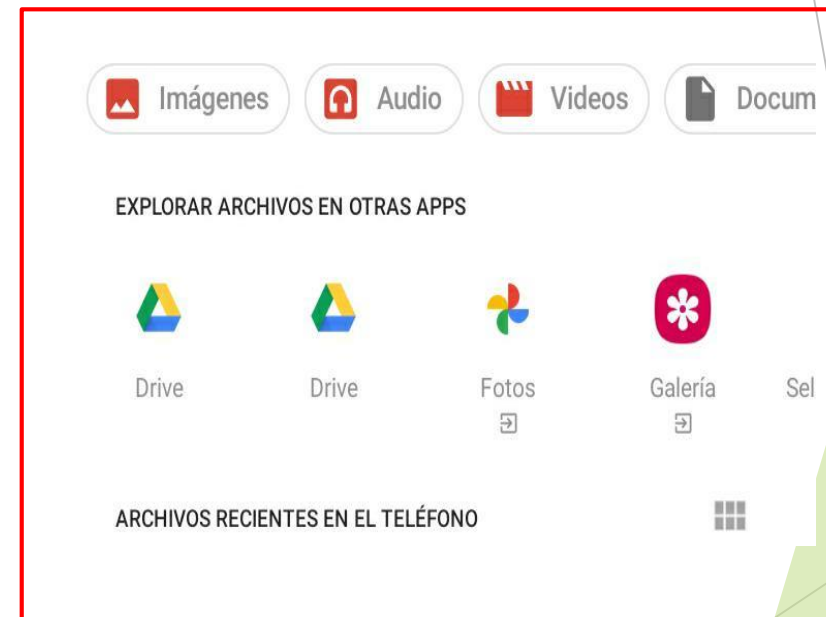 Imágenes Audio Videos Docum
EXPLORAR ARCHIVOS EN OTRAS APPS
Drive Drive Fotos Galería Sel
ARCHIVOS RECIENTES EN EL TELÉFONO